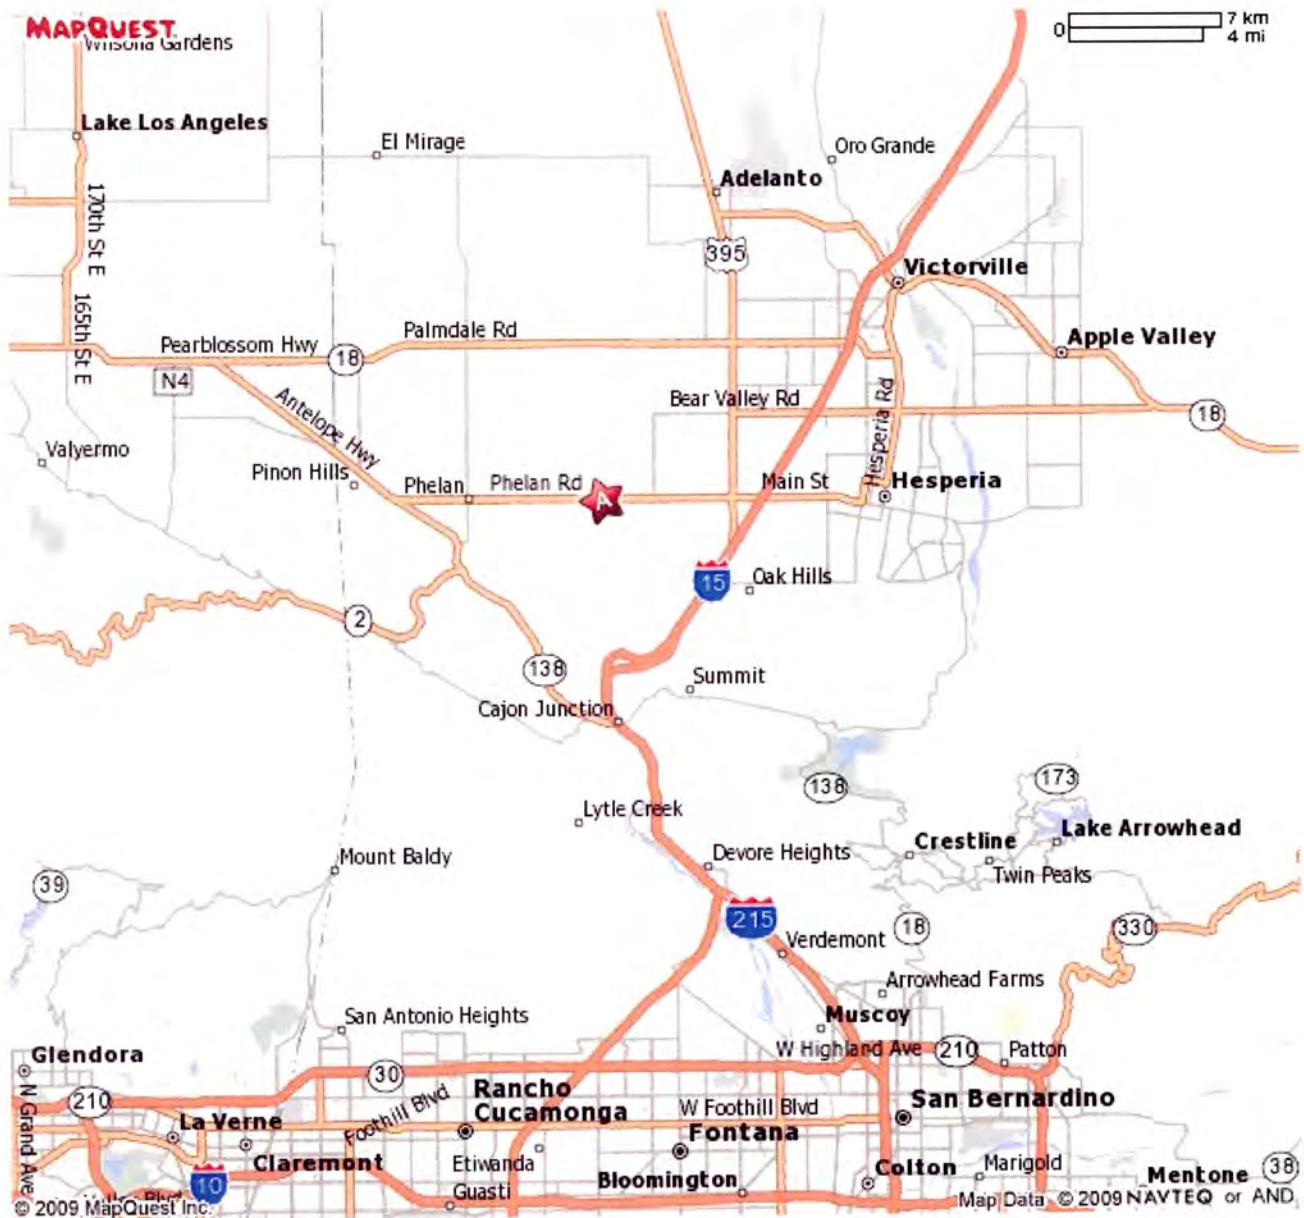 MAPQUEST
0
7 km
4 mi
Wilsona Gardens
Lake Los Angeles
El Mirage
Oro Grande
Adelanto
170th St E
395
Victorville
165th St E
Pearblossom Hwy
18
Palmdale Rd
Apple Valley
N4
Antelope Hwy
Bear Valley Rd
Hesperia Rd
18
Valyermo
Pinon Hills
Phelan
Phelan Rd
A
Main St
Hesperia
15
Oak Hills
2
138
Summit
Cajon Junction
138
173
Lytle Creek
Crestline
Lake Arrowhead
Mount Baldy
Devore Heights
Twin Peaks
39
215
18
330
Verdemont
Arrowhead Farms
San Antonio Heights
Muscoy
Glendora
W Highland Ave
210
Patton
30
210
N Grand Ave
Foothill Blvd
Rancho
Cucamonga
W Foothill Blvd
San Bernardino
La Verne
Fontana
Claremont
Etiwanda
Colton
Marigold
Mentone
38
10
Guasti
Bloomington
Blvd
© 2009 MapQuest Inc.
Map Data © 2009 NAVTEQ or AND